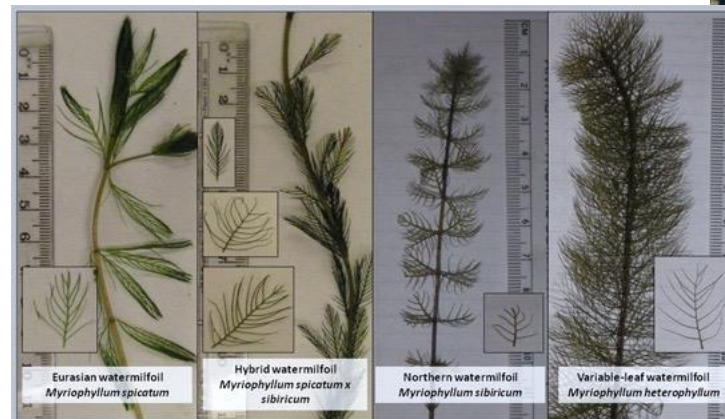 Eurasian watermilfoil
Myriophyllum spicatum
Hybrid watermilfoil
Myriophyllum spicatum x
sibiricum
Northern watermilfoil
Myriophyllum sibiricum
Variable-leaf watermilfoil
Myriophyllum heterophyllum